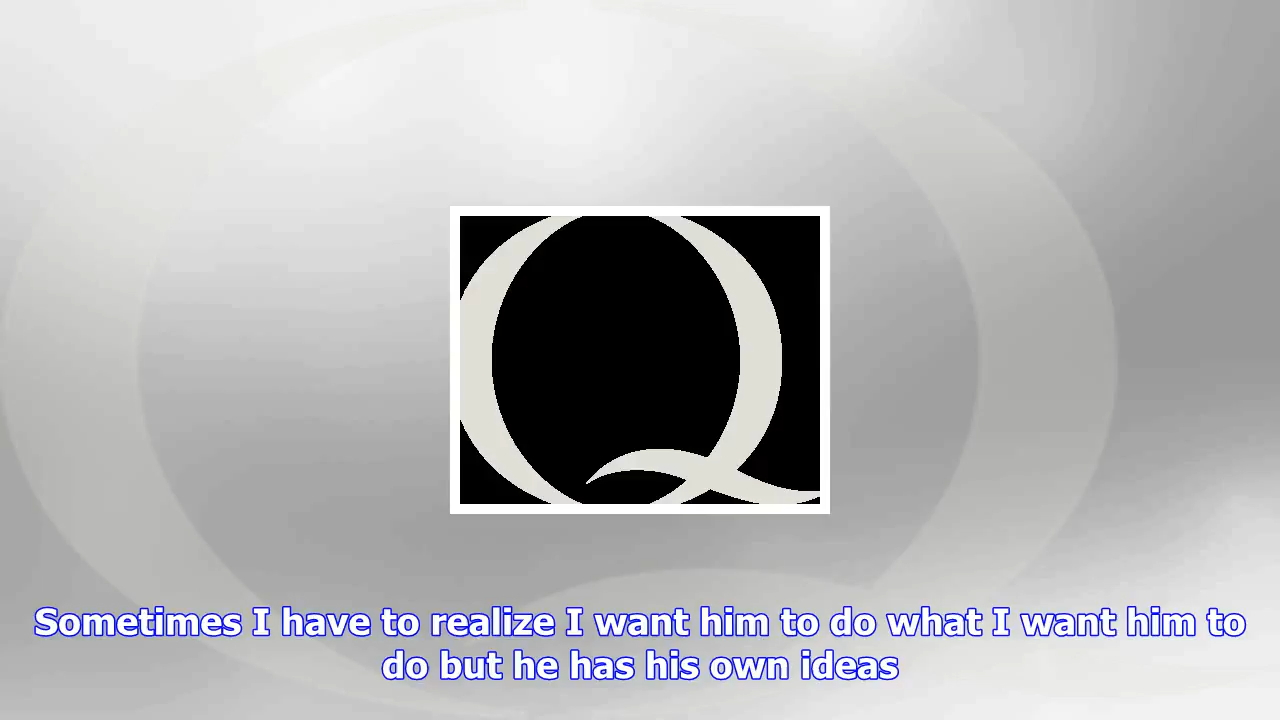 Q
Sometimes I have to realize I want him to do what I want him to
do but he has his own ideas